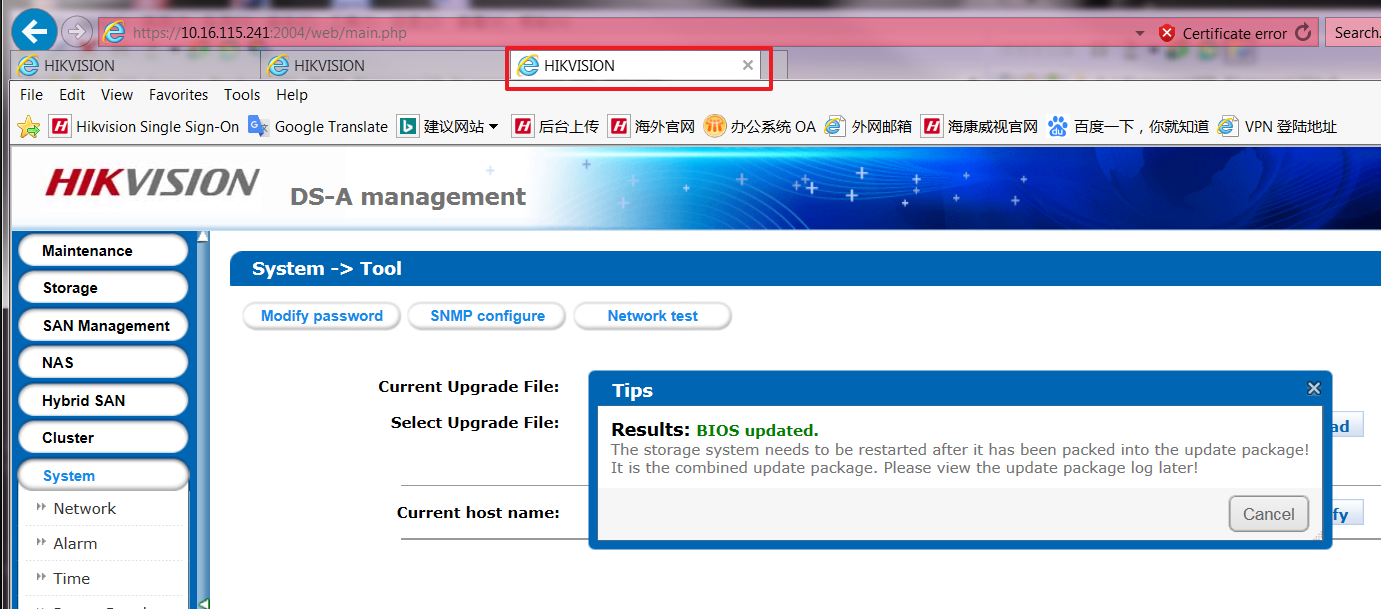 https://10.16.115.241:2004/web/main.php Certificate error Search.
HIKVISION HIKVISION HIKVISION
File Edit View Favorites Tools Help
Hikvision Single Sign-On Google Translate 建议网站 后台上传 海外官网 办公系统 OA 外网邮箱 海康威视官网 百度一下，你就知道 VPN 登陆地址
HIKVISION DS-A management
Maintenance
Storage
SAN Management
NAS
Hybrid SAN
Cluster
System
Network
Alarm
Time
System -> Tool
Modify password SNMP configure Network test
Current Upgrade File:
Select Upgrade File:
Current host name:
Tips
Results: BIOS updated.
The storage system needs to be restarted after it has been packed into the update package!
It is the combined update package. Please view the update package log later!
Cancel